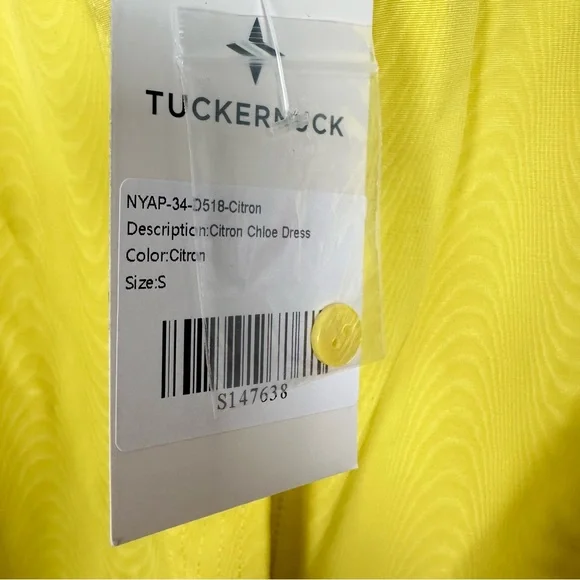 TUCKERNUCK
NYAP-34-D518-Citron
Description:Citron Chloe Dress
Color:Citron
Size:S
S147638